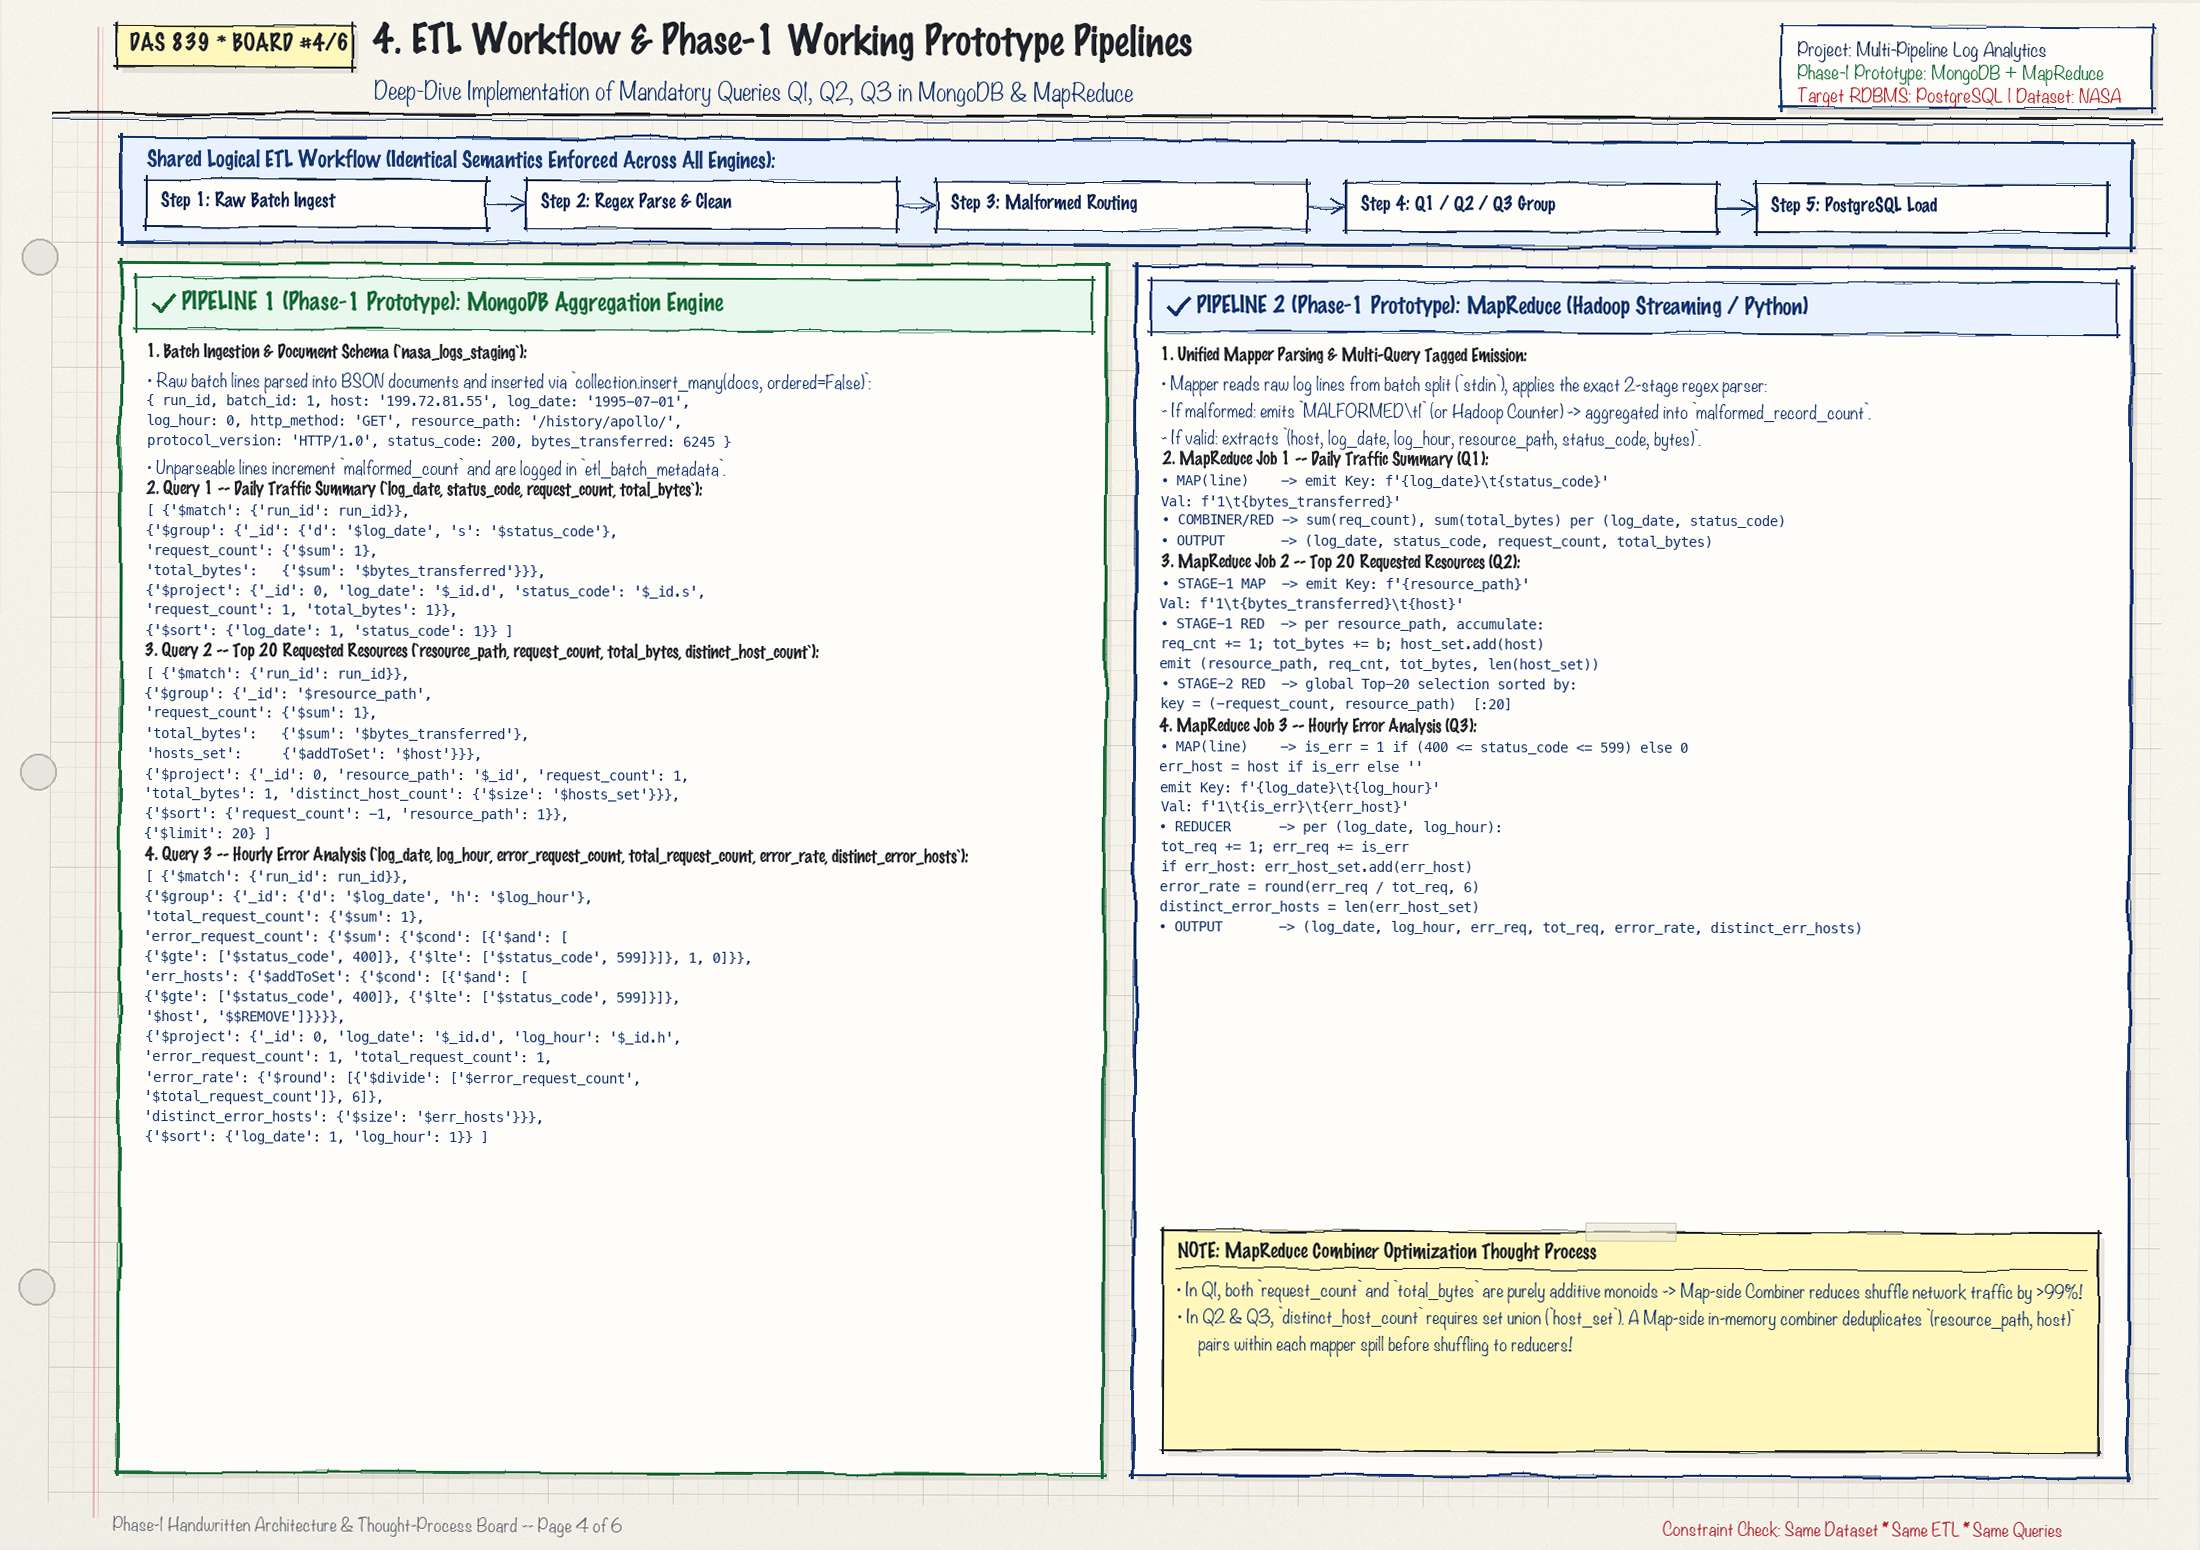 DAS 839 * BOARD #4/6
4. ETL Workflow & Phase-1 Working Prototype Pipelines
Deep-Dive Implementation of Mandatory Queries Q1, Q2, Q3 in MongoDB & MapReduce
Project: Multi-Pipeline Log Analytics
Phase-1 Prototype: MongoDB + MapReduce
Target RDBMS: PostgreSQL | Dataset: NASA
Shared Logical ETL Workflow (Identical Semantics Enforced Across All Engines):
Step 1: Raw Batch Ingest
Step 2: Regex Parse & Clean
Step 3: Malformed Routing
Step 4: Q1 / Q2 / Q3 Group
Step 5: PostgreSQL Load
✓ PIPELINE 1 (Phase-1 Prototype): MongoDB Aggregation Engine
1. Batch Ingestion & Document Schema (`nasa_logs_staging`):
• Raw batch lines parsed into BSON documents and inserted via `collection.insert_many(docs, ordered=False)`:
{ run_id, batch_id: 1, host: '199.72.81.55', log_date: '1995-07-01',
log_hour: 0, http_method: 'GET', resource_path: '/history/apollo/',
protocol_version: 'HTTP/1.0', status_code: 200, bytes_transferred: 6245 }
• Unparseable lines increment `malformed_count` and are logged in `etl_batch_metadata`.
2. Query 1 -- Daily Traffic Summary (`log_date, status_code, request_count, total_bytes`):
[ {'$match': {'run_id': run_id}},
{'$group': {'_id': {'d': '$log_date', 's': '$status_code'},
'request_count': {'$sum': 1},
'total_bytes':   {'$sum': '$bytes_transferred'}}},
{'$project': {'_id': 0, 'log_date': '$_id.d', 'status_code': '$_id.s',
'request_count': 1, 'total_bytes': 1}},
{'$sort': {'log_date': 1, 'status_code': 1}} ]
3. Query 2 -- Top 20 Requested Resources (`resource_path, request_count, total_bytes, distinct_host_count`):
[ {'$match': {'run_id': run_id}},
{'$group': {'_id': '$resource_path',
'request_count': {'$sum': 1},
'total_bytes':   {'$sum': '$bytes_transferred'},
'hosts_set':     {'$addToSet': '$host'}}},
{'$project': {'_id': 0, 'resource_path': '$_id', 'request_count': 1,
'total_bytes': 1, 'distinct_host_count': {'$size': '$hosts_set'}}},
{'$sort': {'request_count': -1, 'resource_path': 1}},
{'$limit': 20} ]
4. Query 3 -- Hourly Error Analysis (`log_date, log_hour, error_request_count, total_request_count, error_rate, distinct_error_hosts`):
[ {'$match': {'run_id': run_id}},
{'$group': {'_id': {'d': '$log_date', 'h': '$log_hour'},
'total_request_count': {'$sum': 1},
'error_request_count': {'$sum': {'$cond': [{'$and': [
{'$gte': ['$status_code', 400]}, {'$lte': ['$status_code', 599]}]}, 1, 0]}},
'err_hosts': {'$addToSet': {'$cond': [{'$and': [
{'$gte': ['$status_code', 400]}, {'$lte': ['$status_code', 599]}]},
'$host', '$$REMOVE']}}}},
{'$project': {'_id': 0, 'log_date': '$_id.d', 'log_hour': '$_id.h',
'error_request_count': 1, 'total_request_count': 1,
'error_rate': {'$round': [{'$divide': ['$error_request_count',
'$total_request_count']}, 6]},
'distinct_error_hosts': {'$size': '$err_hosts'}}},
{'$sort': {'log_date': 1, 'log_hour': 1}} ]
✓ PIPELINE 2 (Phase-1 Prototype): MapReduce (Hadoop Streaming / Python)
1. Unified Mapper Parsing & Multi-Query Tagged Emission:
• Mapper reads raw log lines from batch split (`stdin`), applies the exact 2-stage regex parser:
- If malformed: emits `MALFORMED\t1` (or Hadoop Counter) -> aggregated into `malformed_record_count`.
- If valid: extracts `(host, log_date, log_hour, resource_path, status_code, bytes)`.
2. MapReduce Job 1 -- Daily Traffic Summary (Q1):
• MAP(line)    -> emit Key: f'{log_date}\t{status_code}'
Val: f'1\t{bytes_transferred}'
• COMBINER/RED -> sum(req_count), sum(total_bytes) per (log_date, status_code)
• OUTPUT       -> (log_date, status_code, request_count, total_bytes)
3. MapReduce Job 2 -- Top 20 Requested Resources (Q2):
• STAGE-1 MAP  -> emit Key: f'{resource_path}'
Val: f'1\t{bytes_transferred}\t{host}'
• STAGE-1 RED  -> per resource_path, accumulate:
req_cnt += 1; tot_bytes += b; host_set.add(host)
emit (resource_path, req_cnt, tot_bytes, len(host_set))
• STAGE-2 RED  -> global Top-20 selection sorted by:
key = (-request_count, resource_path)  [:20]
4. MapReduce Job 3 -- Hourly Error Analysis (Q3):
• MAP(line)    -> is_err = 1 if (400 <= status_code <= 599) else 0
err_host = host if is_err else ''
emit Key: f'{log_date}\t{log_hour}'
Val: f'1\t{is_err}\t{err_host}'
• REDUCER      -> per (log_date, log_hour):
tot_req += 1; err_req += is_err
if err_host: err_host_set.add(err_host)
error_rate = round(err_req / tot_req, 6)
distinct_error_hosts = len(err_host_set)
• OUTPUT       -> (log_date, log_hour, err_req, tot_req, error_rate, distinct_err_hosts)
NOTE: MapReduce Combiner Optimization Thought Process
• In Q1, both `request_count` and `total_bytes` are purely additive monoids -> Map-side Combiner reduces shuffle network traffic by >99%!
• In Q2 & Q3, `distinct_host_count` requires set union (`host_set`). A Map-side in-memory combiner deduplicates `(resource_path, host)`
pairs within each mapper spill before shuffling to reducers!
Phase-1 Handwritten Architecture & Thought-Process Board -- Page 4 of 6
Constraint Check: Same Dataset * Same ETL * Same Queries